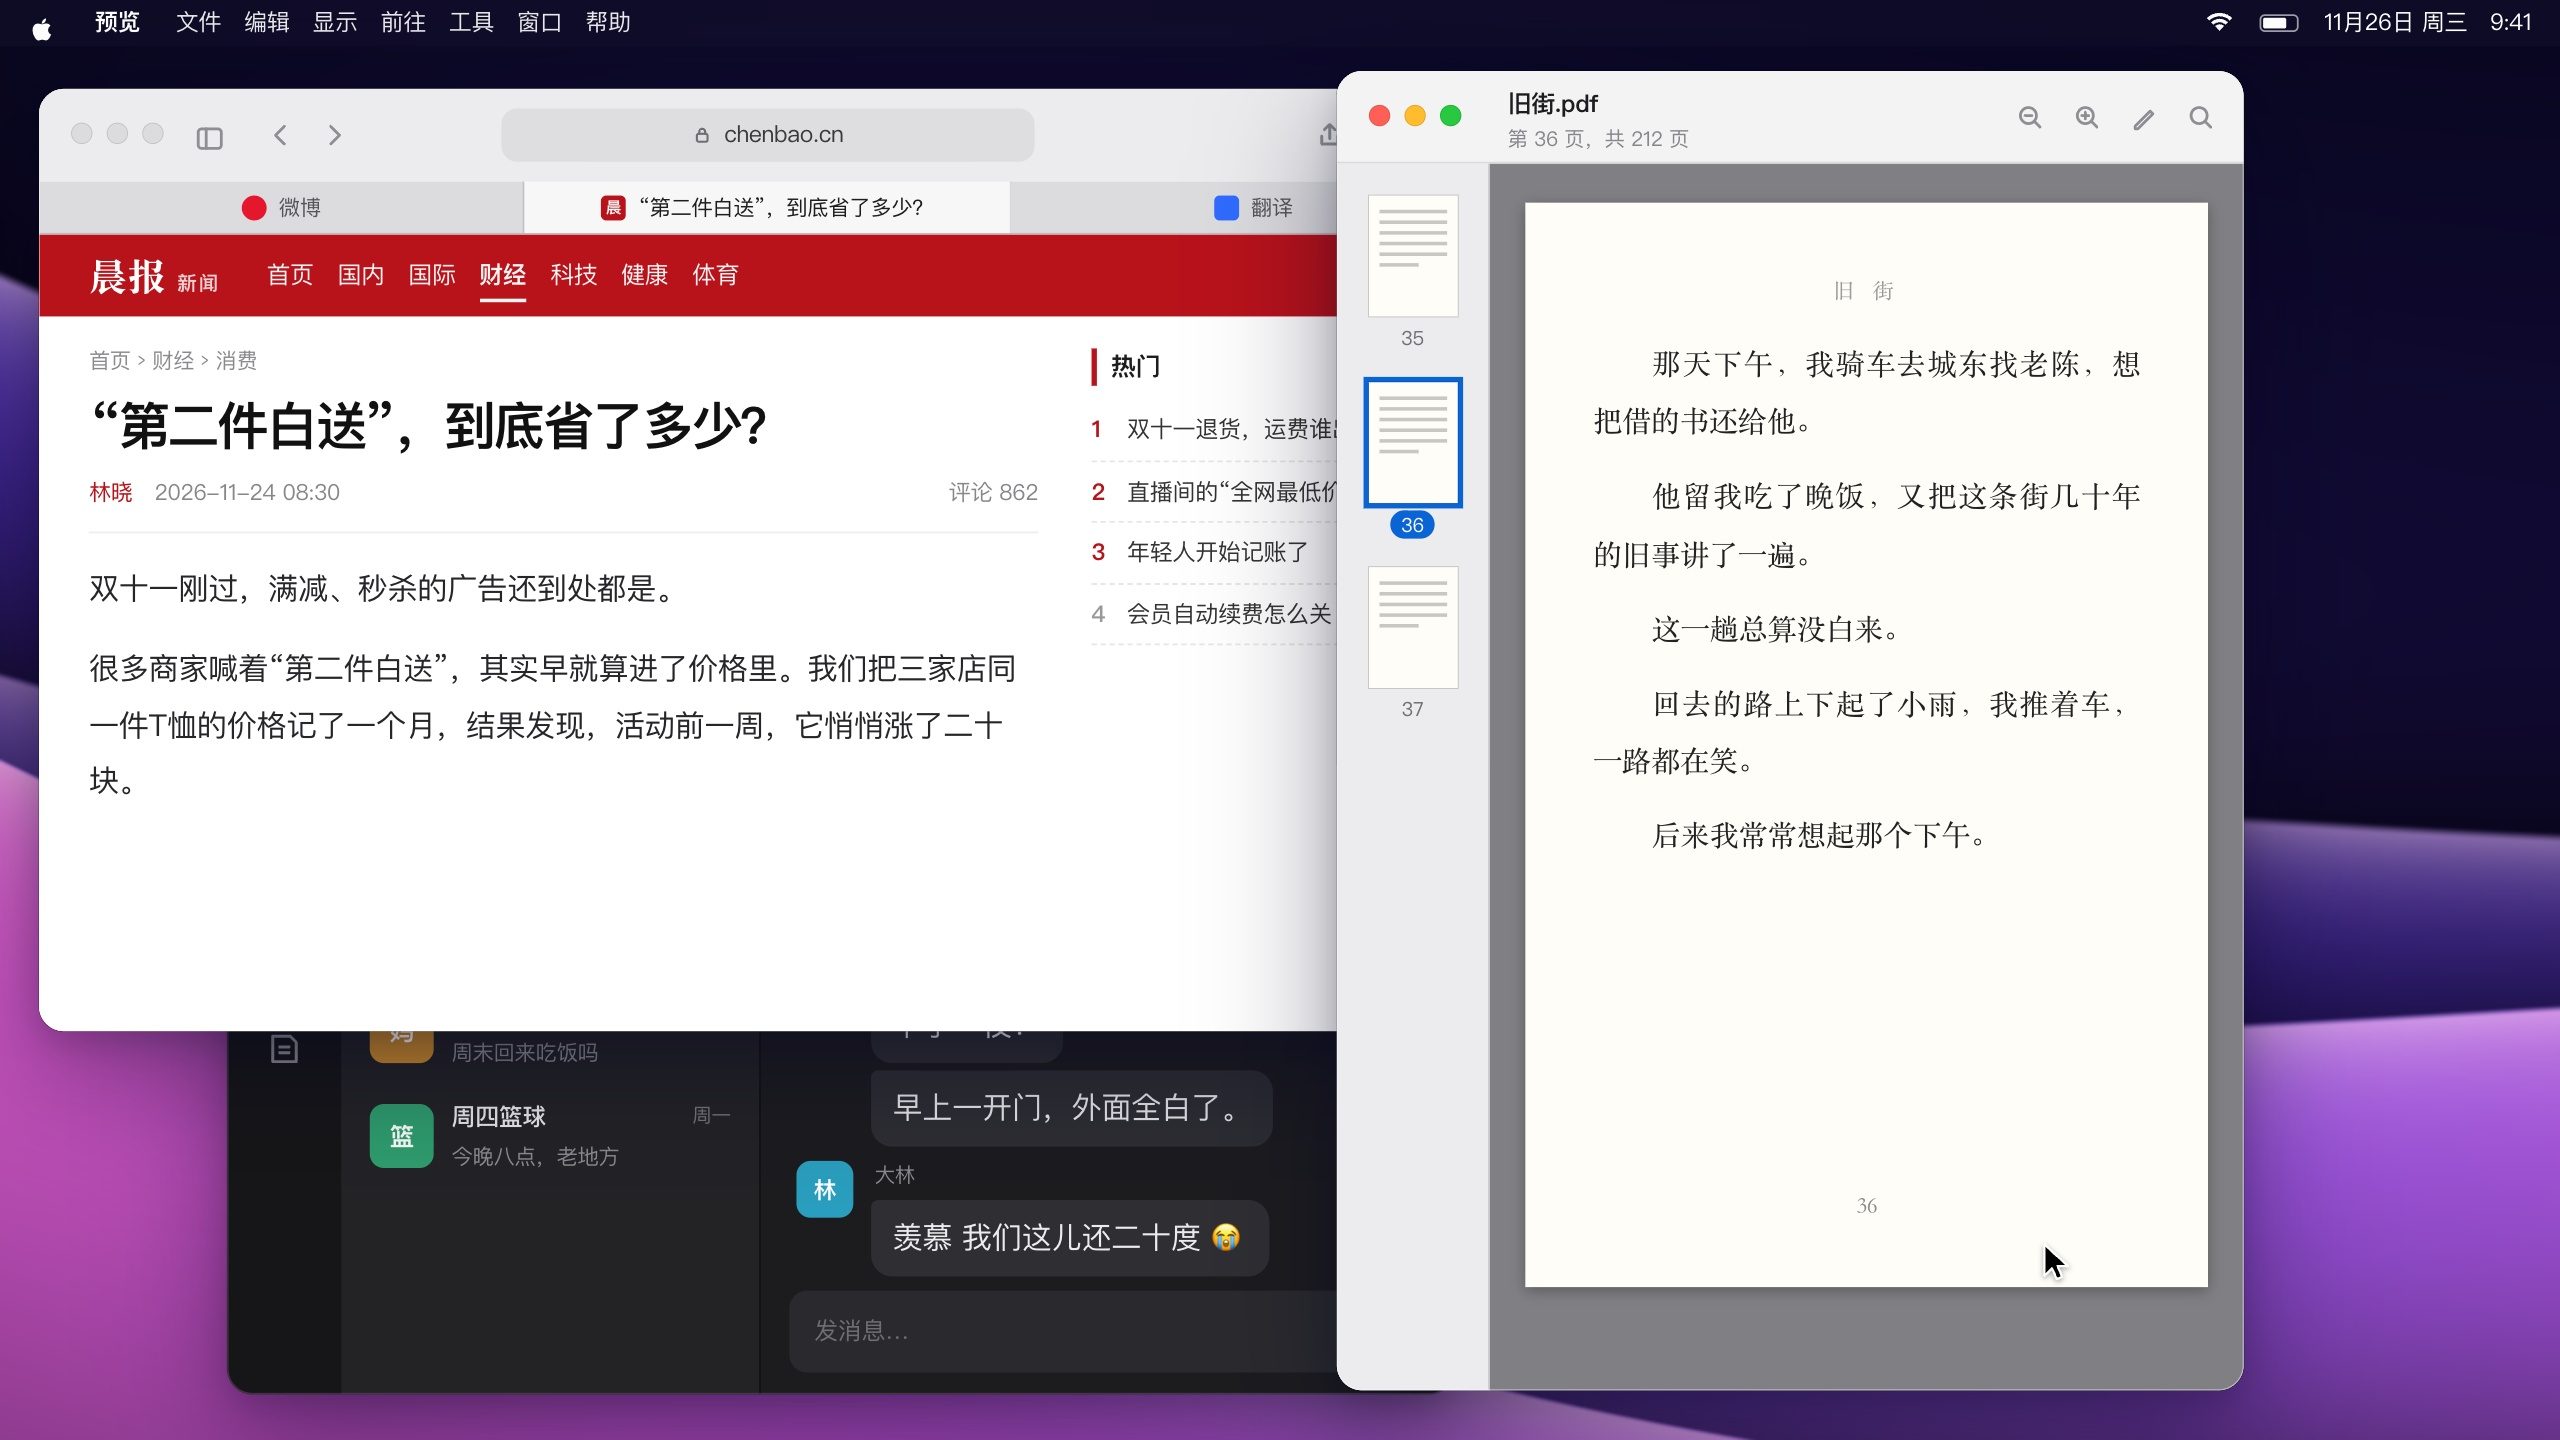 预览 文件 编辑 显示 前往 工具 窗口 帮助
11月26日 周三 9:41
chenbao.cn
微博
晨 “第二件白送”，到底省了多少？
翻译
晨报 新闻 首页 国内 国际 财经 科技 健康 体育
首页 › 财经 › 消费
“第二件白送”，到底省了多少？
林晓 2026-11-24 08:30 评论 862
双十一刚过，满减、秒杀的广告还到处都是。
很多商家喊着“第二件白送”，其实早就算进了价格里。我们把三家店同
一件T恤的价格记了一个月，结果发现，活动前一周，它悄悄涨了二十
块。
热门
1 双十一退货，运费谁
2 直播间的“全网最低价
3 年轻人开始记账了
4 会员自动续费怎么关
周末回来吃饭吗
篮 周四篮球 周一
今晚八点，老地方
早上一开门，外面全白了。
大林
林
羡慕 我们这儿还二十度 😭
发消息…
旧街.pdf
第 36 页，共 212 页
35
36
37
旧 街
那天下午，我骑车去城东找老陈，想
把借的书还给他。
他留我吃了晚饭，又把这条街几十年
的旧事讲了一遍。
这一趟总算没白来。
回去的路上下起了小雨，我推着车，
一路都在笑。
后来我常常想起那个下午。
36